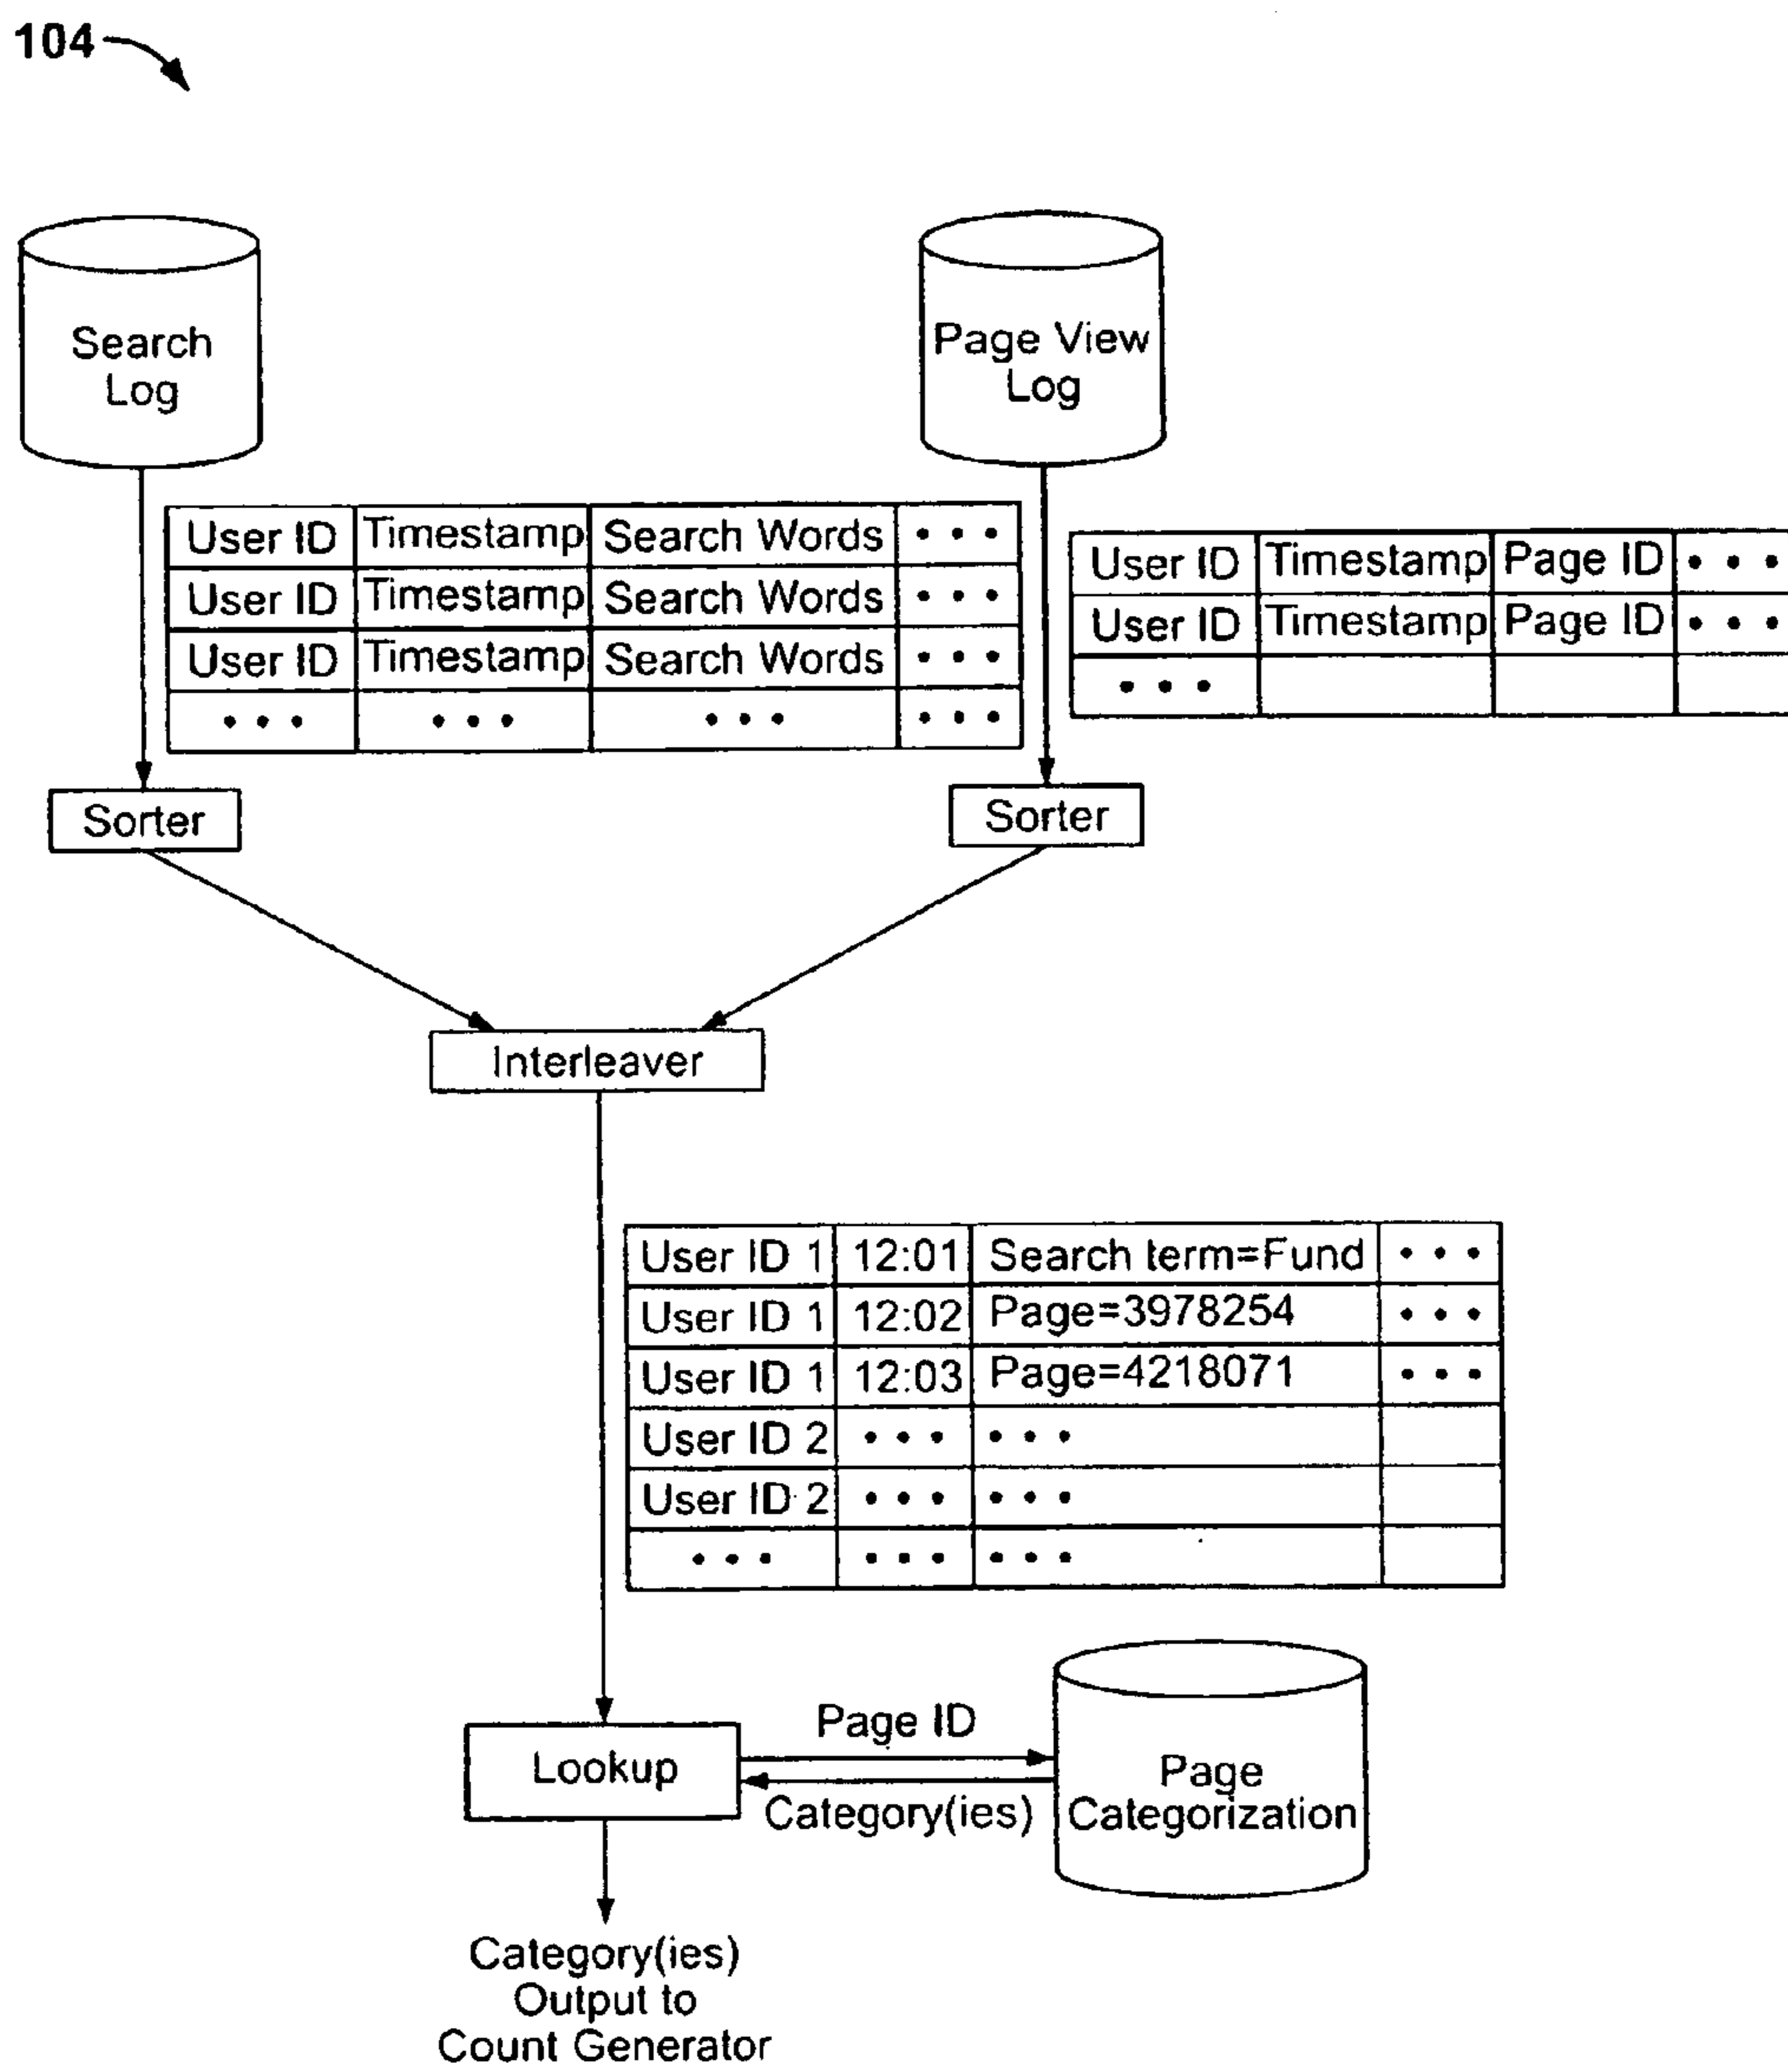 104
Search
Log
Page View
Log
User ID Timestamp Search Words • • •
User ID Timestamp Search Words • • •
User ID Timestamp Search Words • • •
• • • • • • • • • • • •
User ID Timestamp Page ID • • •
User ID Timestamp Page ID • • •
• • •
Sorter
Sorter
Interleaver
User ID 1 12:01 Search term=Fund • • •
User ID 1 12:02 Page=3978254 • • •
User ID 1 12:03 Page=4218071 • • •
User ID 2 • • • • • •
User ID 2 • • • • • •
• • • • • • • • •
Lookup
Page ID
Category(ies)
Page
Categorization
Category(ies)
Output to
Count Generator